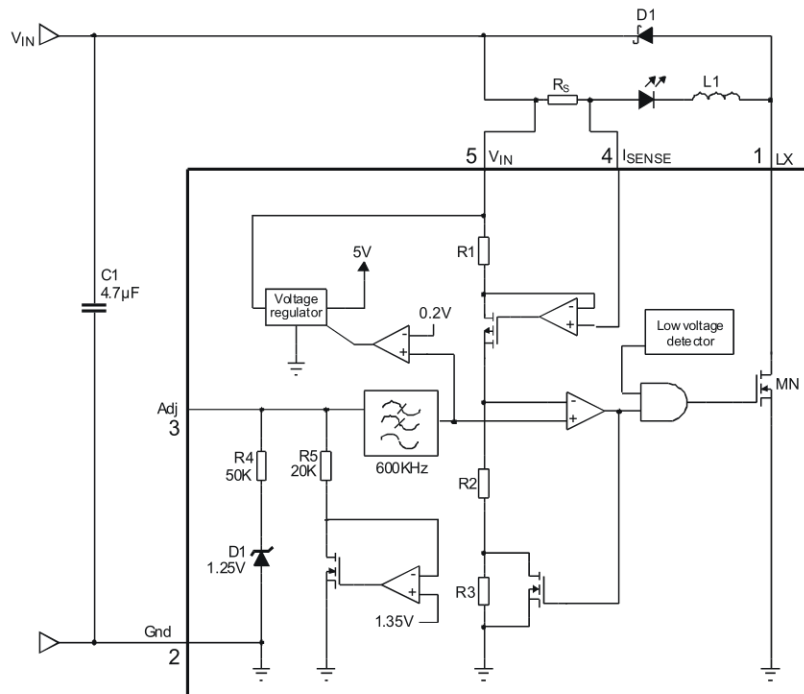 D1
VIN
RS
L1
5
VIN
4
ISENSE
1
LX
R1
5V
C1
4.7µF
Voltage
regulator
0.2V
Low voltage
detector
MN
Adj
3
600KHz
R4
50K
R5
20K
R2
D1
1.25V
R3
1.35V
Gnd
2
-
+
-
+
-
+
-
+